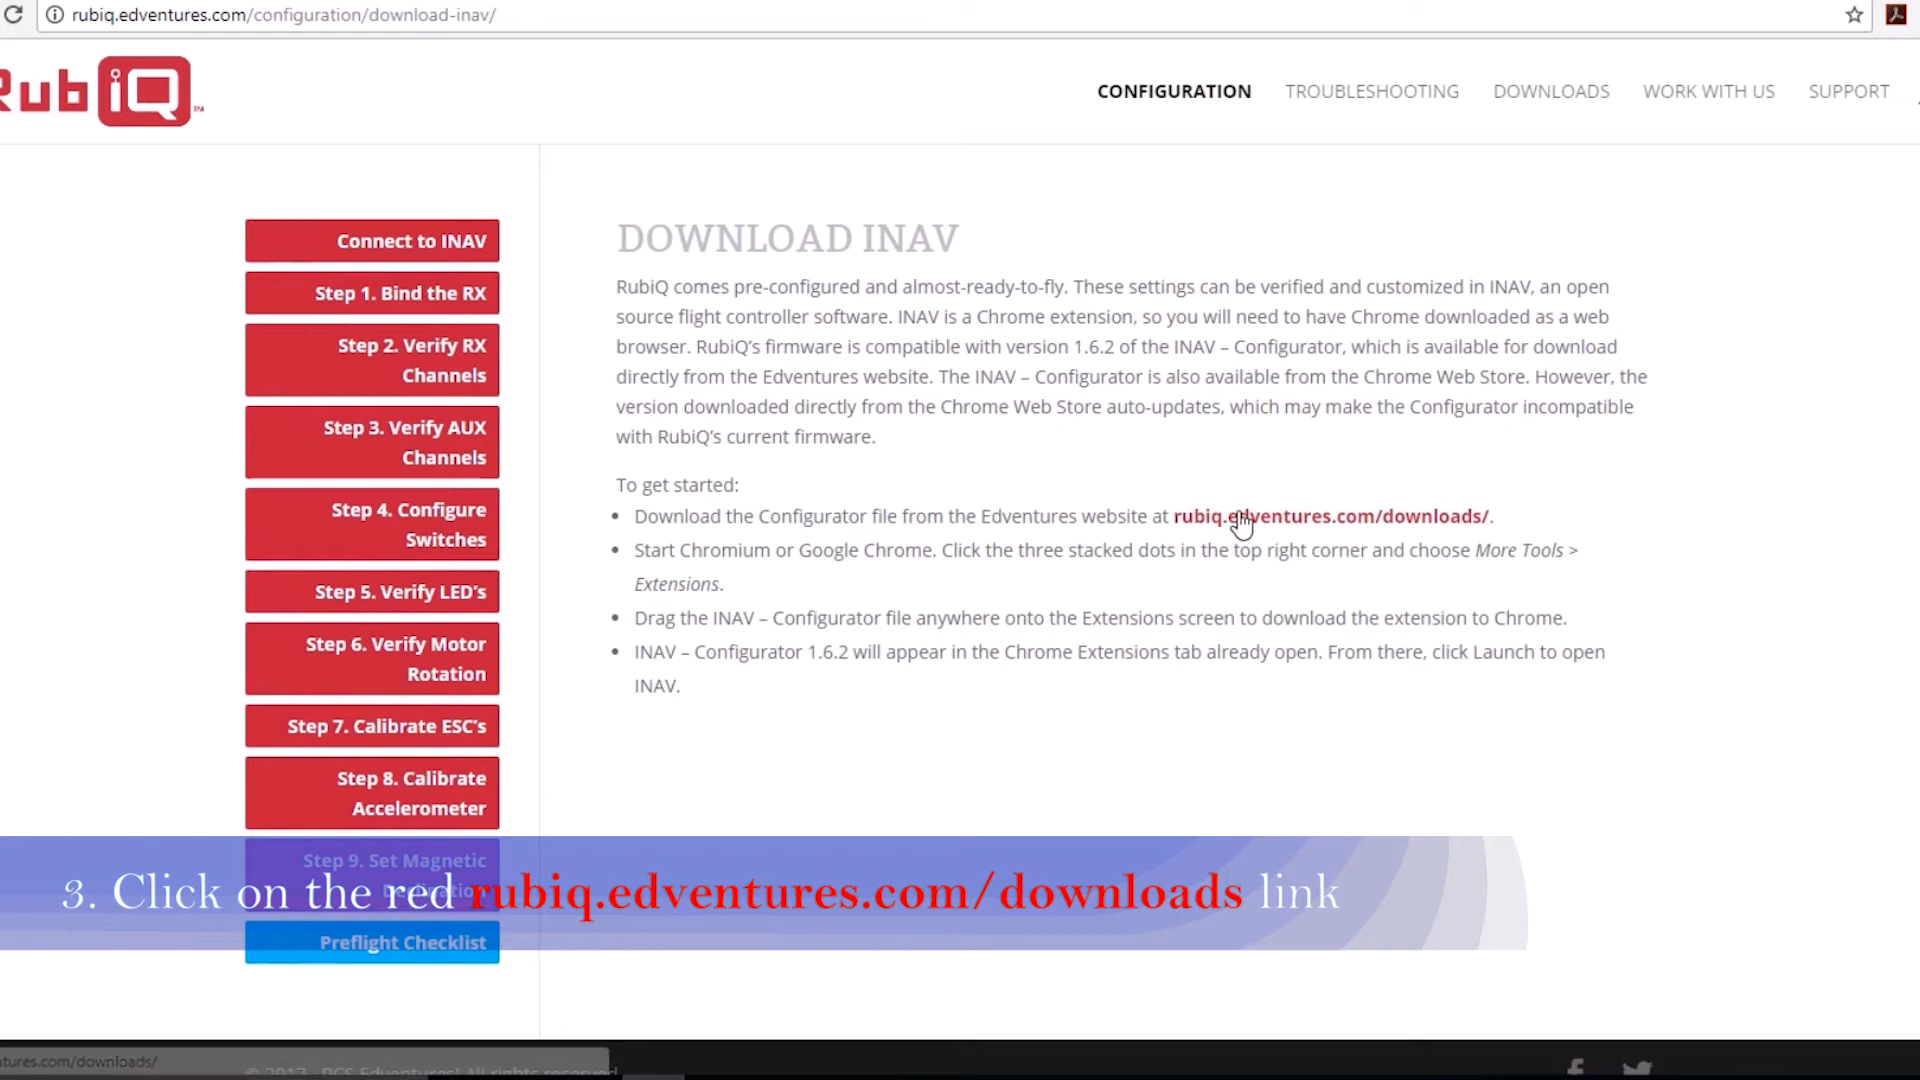 rubiq.edventures.com/configuration/download-inav/
RubiQ™
CONFIGURATION
TROUBLESHOOTING
DOWNLOADS
WORK WITH US
SUPPORT
Connect to INAV
Step 1. Bind the RX
Step 2. Verify RX
Channels
Step 3. Verify AUX
Channels
Step 4. Configure
Switches
Step 5. Verify LED's
Step 6. Verify Motor
Rotation
Step 7. Calibrate ESC's
Step 8. Calibrate
Accelerometer
Step 9. Set Magnetic
Preflight Checklist
DOWNLOAD INAV
RubiQ comes pre-configured and almost-ready-to-fly. These settings can be verified and customized in INAV, an open
source flight controller software. INAV is a Chrome extension, so you will need to have Chrome downloaded as a web
browser. RubiQ's firmware is compatible with version 1.6.2 of the INAV – Configurator, which is available for download
directly from the Edventures website. The INAV – Configurator is also available from the Chrome Web Store. However, the
version downloaded directly from the Chrome Web Store auto-updates, which may make the Configurator incompatible
with RubiQ's current firmware.
To get started:
• Download the Configurator file from the Edventures website at rubiq.edventures.com/downloads/.
• Start Chromium or Google Chrome. Click the three stacked dots in the top right corner and choose More Tools >
Extensions.
• Drag the INAV – Configurator file anywhere onto the Extensions screen to download the extension to Chrome.
• INAV – Configurator 1.6.2 will appear in the Chrome Extensions tab already open. From there, click Launch to open
INAV.
3. Click on the red rubiq.edventures.com/downloads link
tures.com/downloads/
© 2017 - PCS Edventures! All rights reserved